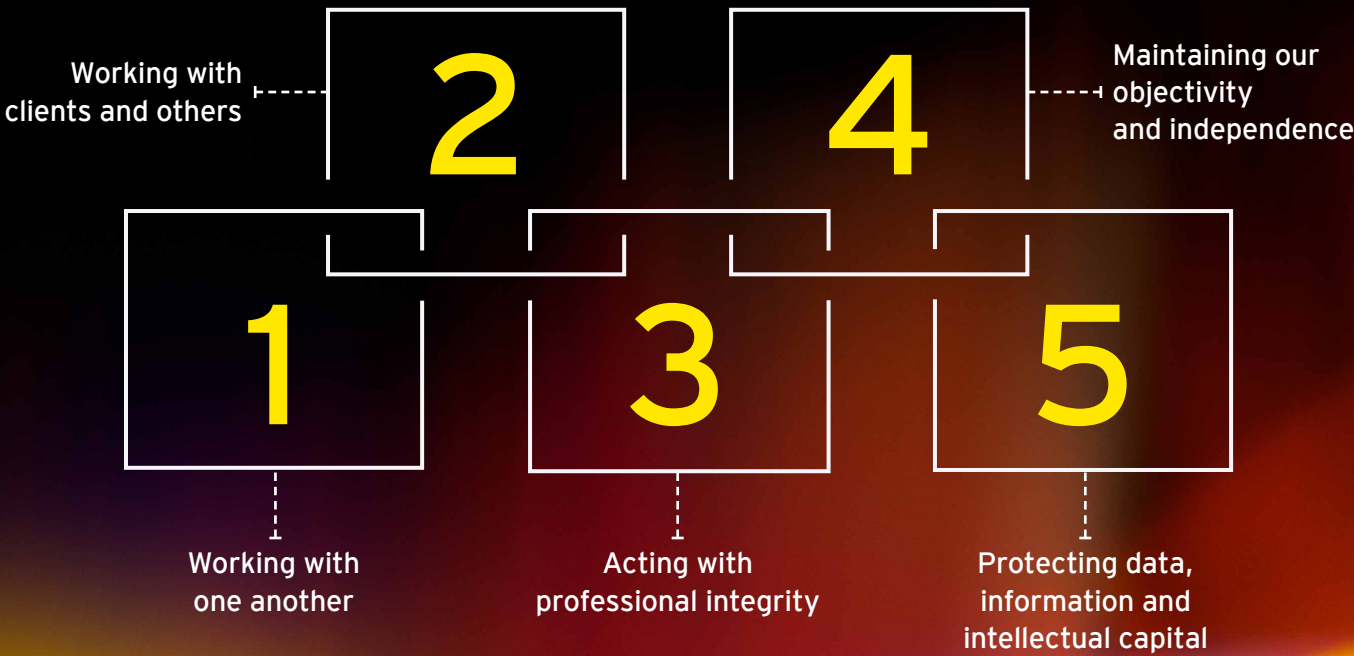 1
Working with
one another
2
Working with
clients and others
3
Acting with
professional integrity
4
Maintaining our
objectivity
and independence
5
Protecting data,
information and
intellectual capital